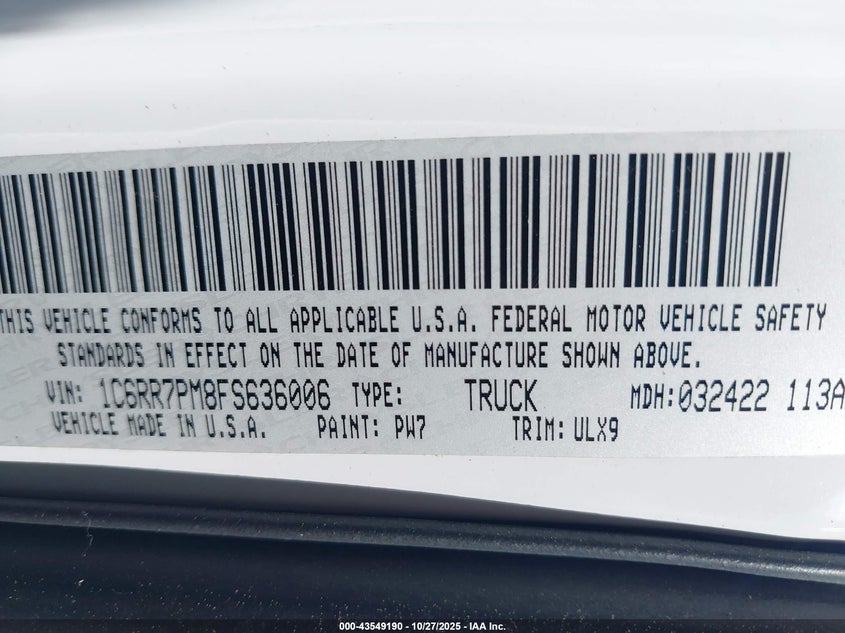 THIS VEHICLE CONFORMS TO ALL APPLICABLE U.S.A. FEDERAL MOTOR VEHICLE SAFETY
STANDARDS IN EFFECT ON THE DATE OF MANUFACTURE SHOWN ABOVE.
VIN: 1C6RR7PM8FS636006 TYPE: TRUCK MDH: 032422 113A
VEHICLE MADE IN U.S.A. PAINT: PW7 TRIM: ULX9
000-43549190 - 10/27/2025 - IAA Inc.